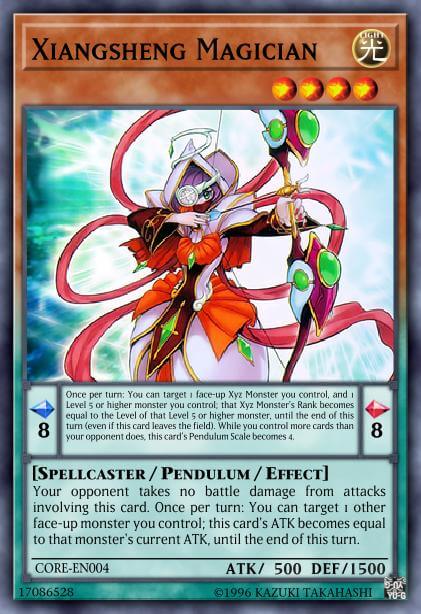 Xiangsheng Magician
LIGHT
光
Once per turn: You can target 1 face-up Xyz Monster you control, and 1
Level 5 or higher monster you control; that Xyz Monster's Rank becomes
equal to the Level of that Level 5 or higher monster, until the end of this
turn (even if this card leaves the field). While you control more cards than
your opponent does, this card's Pendulum Scale becomes 4.
8
8
[Spellcaster / Pendulum / Effect]
Your opponent takes no battle damage from attacks
involving this card. Once per turn: You can target 1 other
face-up monster you control; this card's ATK becomes equal
to that monster's current ATK, until the end of this turn.
CORE-EN004
ATK/ 500 DEF/1500
17086528
©1996 KAZUKI TAKAHASHI